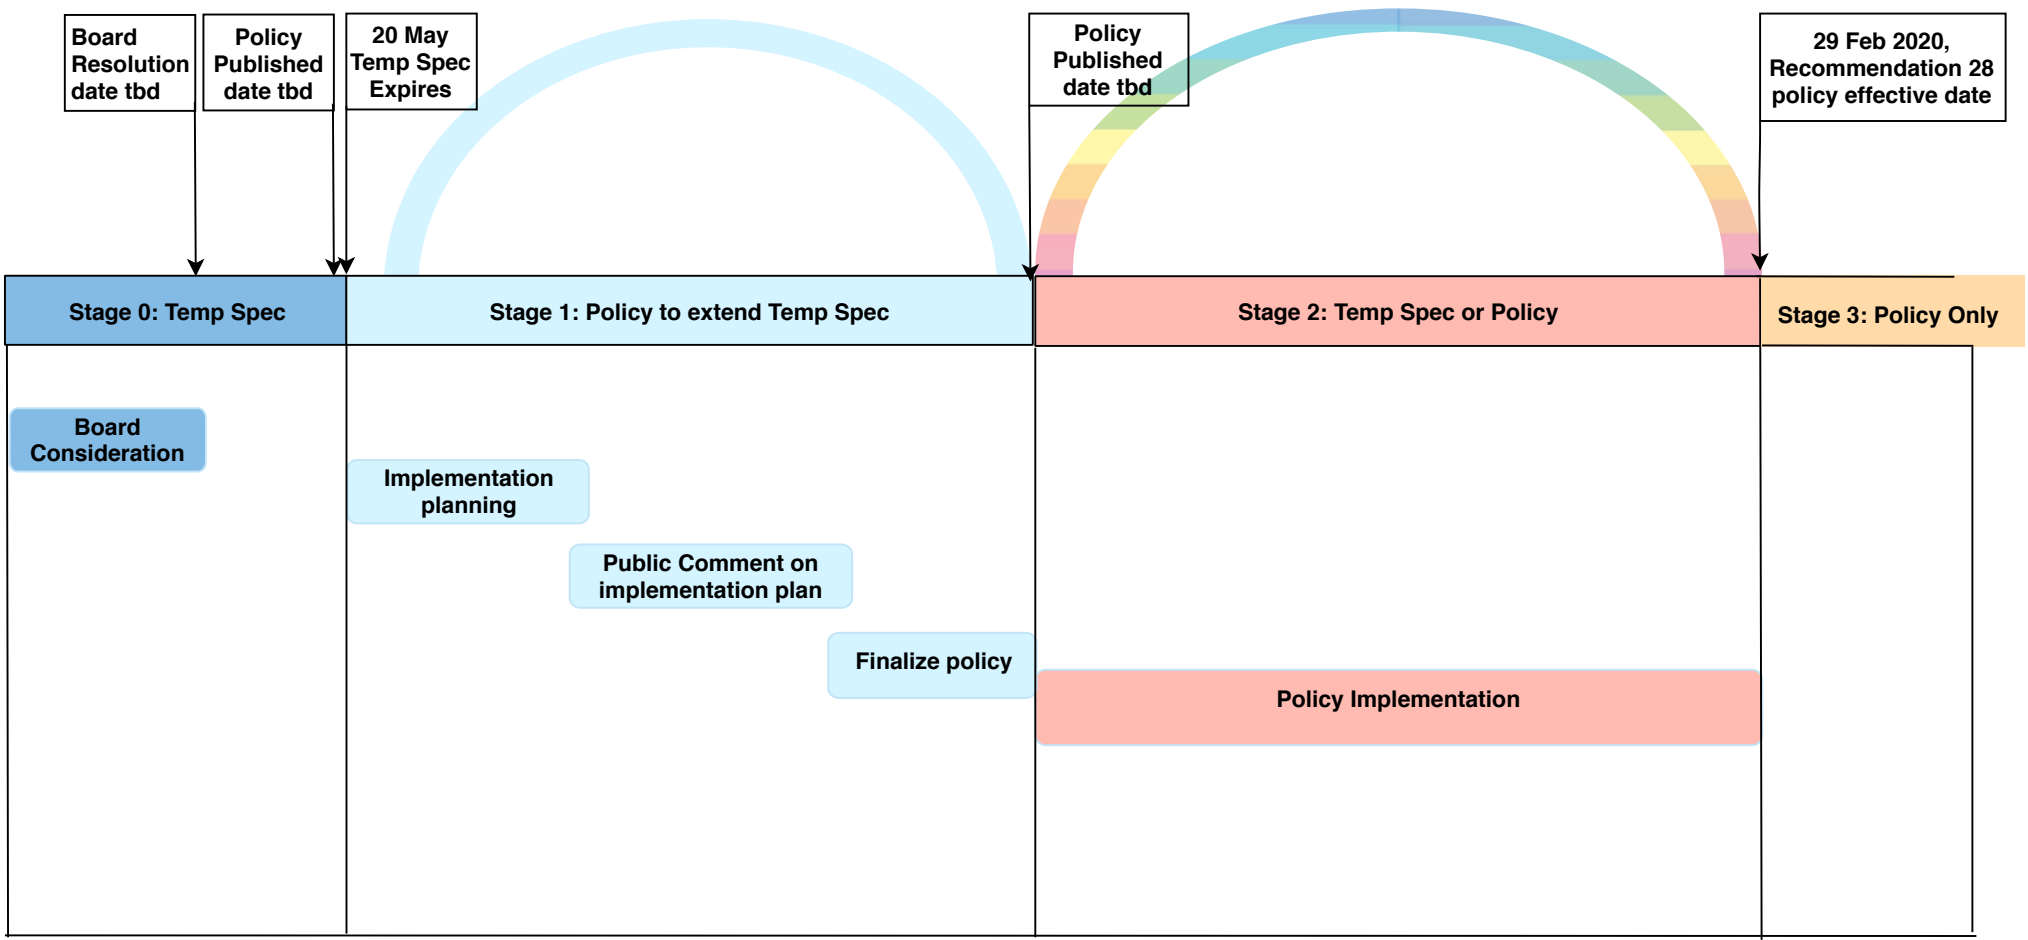 Board
Resolution
date tbd
Policy
Published
date tbd
20 May
Temp Spec
Expires
Policy
Published
date tbd
29 Feb 2020,
Recommendation 28
policy effective date
Stage 0: Temp Spec
Stage 1: Policy to extend Temp Spec
Stage 2: Temp Spec or Policy
Stage 3: Policy Only
Board
Consideration
Implementation
planning
Public Comment on
implementation plan
Finalize policy
Policy Implementation